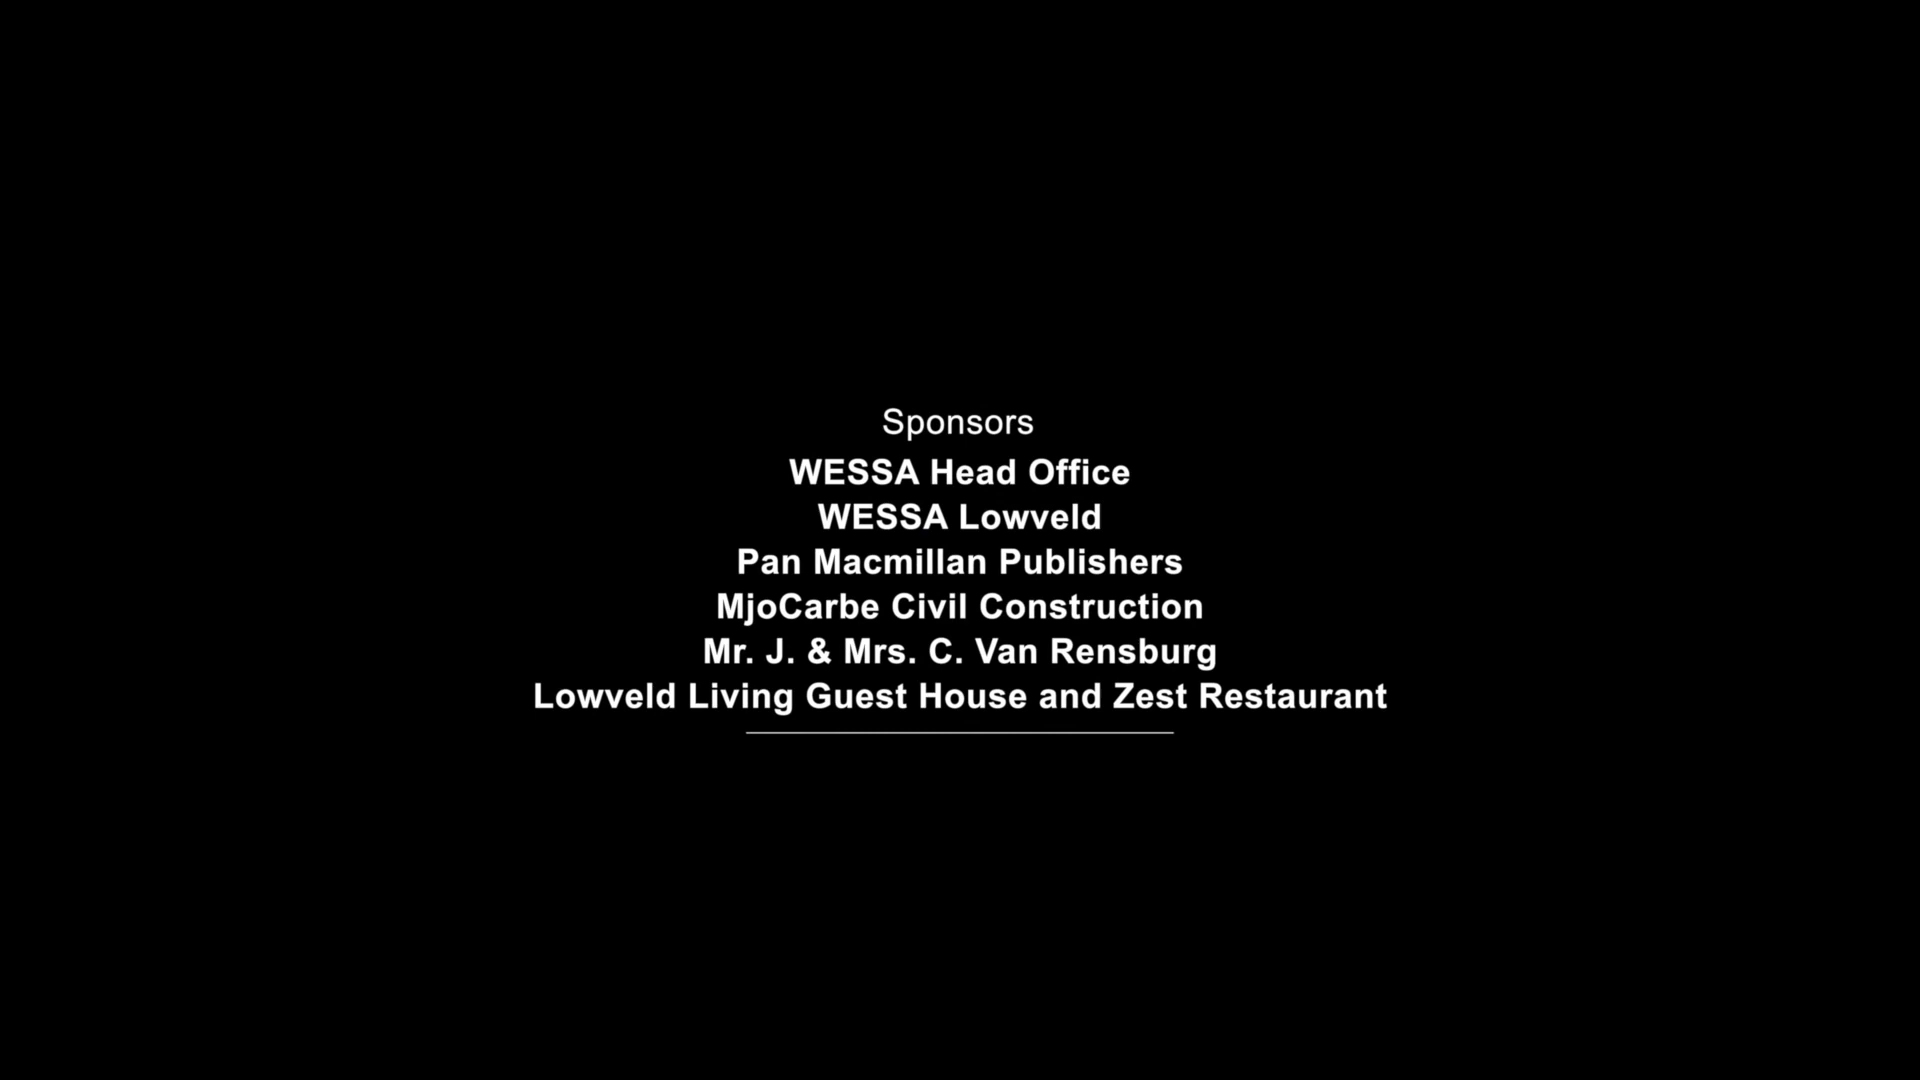 Sponsors
WESSA Head Office
WESSA Lowveld
Pan Macmillan Publishers
MjoCarbe Civil Construction
Mr. J. & Mrs. C. Van Rensburg
Lowveld Living Guest House and Zest Restaurant